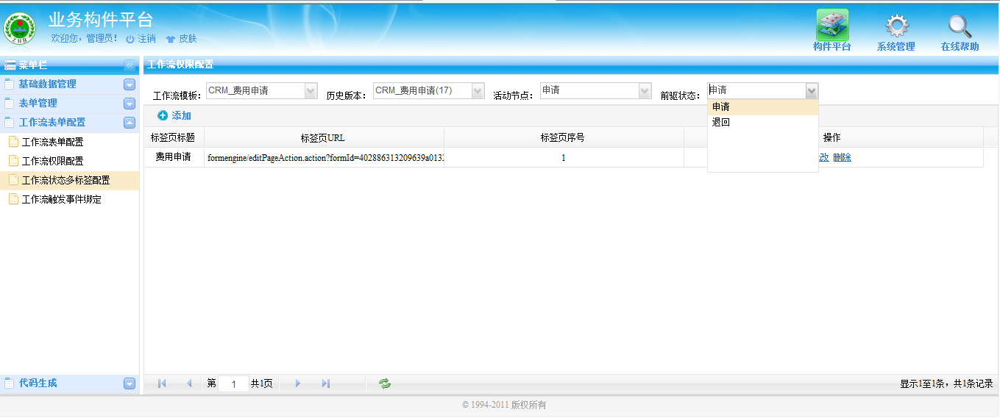 业务构件平台
欢迎您，管理员！ 注销 皮肤
ZHB
构件平台 系统管理 在线帮助
菜单栏
基础数据管理
表单管理
工作流表单配置
工作流表单配置
工作流权限配置
工作流状态多标签配置
工作流触发事件绑定
代码生成
工作流权限配置
工作流模板： CRM_费用申请 历史版本： CRM_费用申请(17) 活动节点： 申请 前驱状态： 申请
申请
退回
添加
标签页标题 标签页URL 标签页序号 操作
费用申请 formengine/editPageAction.action?formId=402886313209639a0132 1 改 删除
第 1 共1页 显示1至1条，共1条记录
© 1994-2011 版权所有